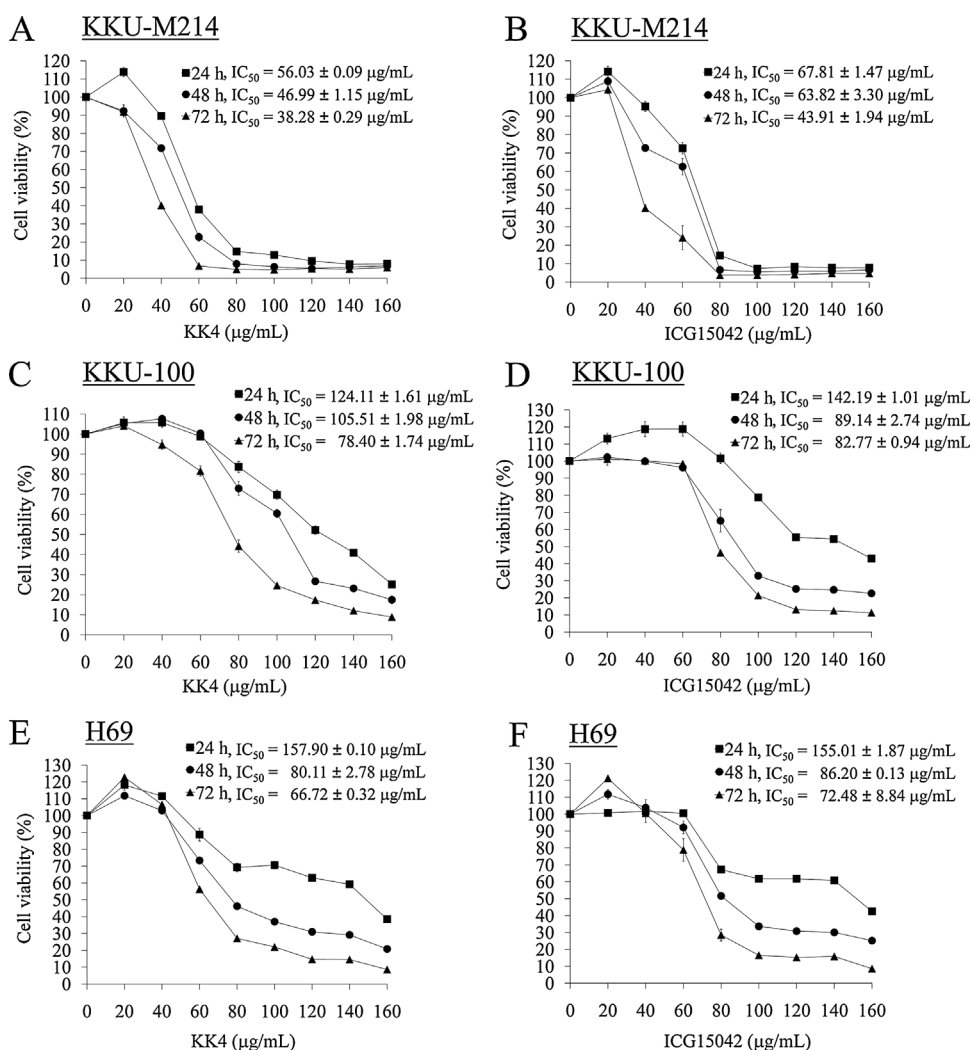 A KKU-M214
24 h, IC50 = 56.03 ± 0.09 µg/mL
48 h, IC50 = 46.99 ± 1.15 µg/mL
72 h, IC50 = 38.28 ± 0.29 µg/mL
Cell viability (%)
120
110
100
90
80
70
60
50
40
30
20
10
0
0 20 40 60 80 100 120 140 160
KK4 (µg/mL)
B KKU-M214
24 h, IC50 = 67.81 ± 1.47 µg/mL
48 h, IC50 = 63.82 ± 3.30 µg/mL
72 h, IC50 = 43.91 ± 1.94 µg/mL
Cell viability (%)
120
110
100
90
80
70
60
50
40
30
20
10
0
0 20 40 60 80 100 120 140 160
ICG15042 (µg/mL)
C KKU-100
24 h, IC50 = 124.11 ± 1.61 µg/mL
48 h, IC50 = 105.51 ± 1.98 µg/mL
72 h, IC50 = 78.40 ± 1.74 µg/mL
Cell viability (%)
110
100
90
80
70
60
50
40
30
20
10
0
0 20 40 60 80 100 120 140 160
KK4 (µg/mL)
D KKU-100
24 h, IC50 = 142.19 ± 1.01 µg/mL
48 h, IC50 = 89.14 ± 2.74 µg/mL
72 h, IC50 = 82.77 ± 0.94 µg/mL
Cell viability (%)
130
120
110
100
90
80
70
60
50
40
30
20
10
0
0 20 40 60 80 100 120 140 160
ICG15042 (µg/mL)
E H69
24 h, IC50 = 157.90 ± 0.10 µg/mL
48 h, IC50 = 80.11 ± 2.78 µg/mL
72 h, IC50 = 66.72 ± 0.32 µg/mL
Cell viability (%)
130
120
110
100
90
80
70
60
50
40
30
20
10
0
0 20 40 60 80 100 120 140 160
KK4 (µg/mL)
F H69
24 h, IC50 = 155.01 ± 1.87 µg/mL
48 h, IC50 = 86.20 ± 0.13 µg/mL
72 h, IC50 = 72.48 ± 8.84 µg/mL
Cell viability (%)
130
120
110
100
90
80
70
60
50
40
30
20
10
0
0 20 40 60 80 100 120 140 160
ICG15042 (µg/mL)